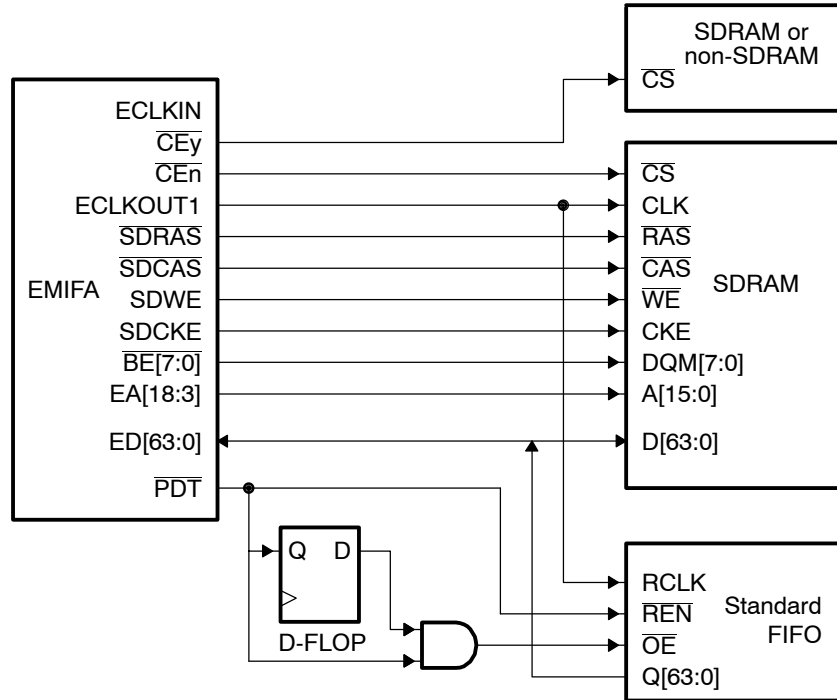 SDRAM or
non-SDRAM
CS
EMIFA
ECLKIN
CEy
CEn
ECLKOUT1
SDRAS
SDCAS
SDWE
SDCKE
BE[7:0]
EA[18:3]
ED[63:0]
PDT
CS
CLK
RAS
CAS
WE
CKE
DQM[7:0]
A[15:0]
D[63:0]
SDRAM
Q D
D-FLOP
RCLK
REN
OE
Q[63:0]
Standard
FIFO